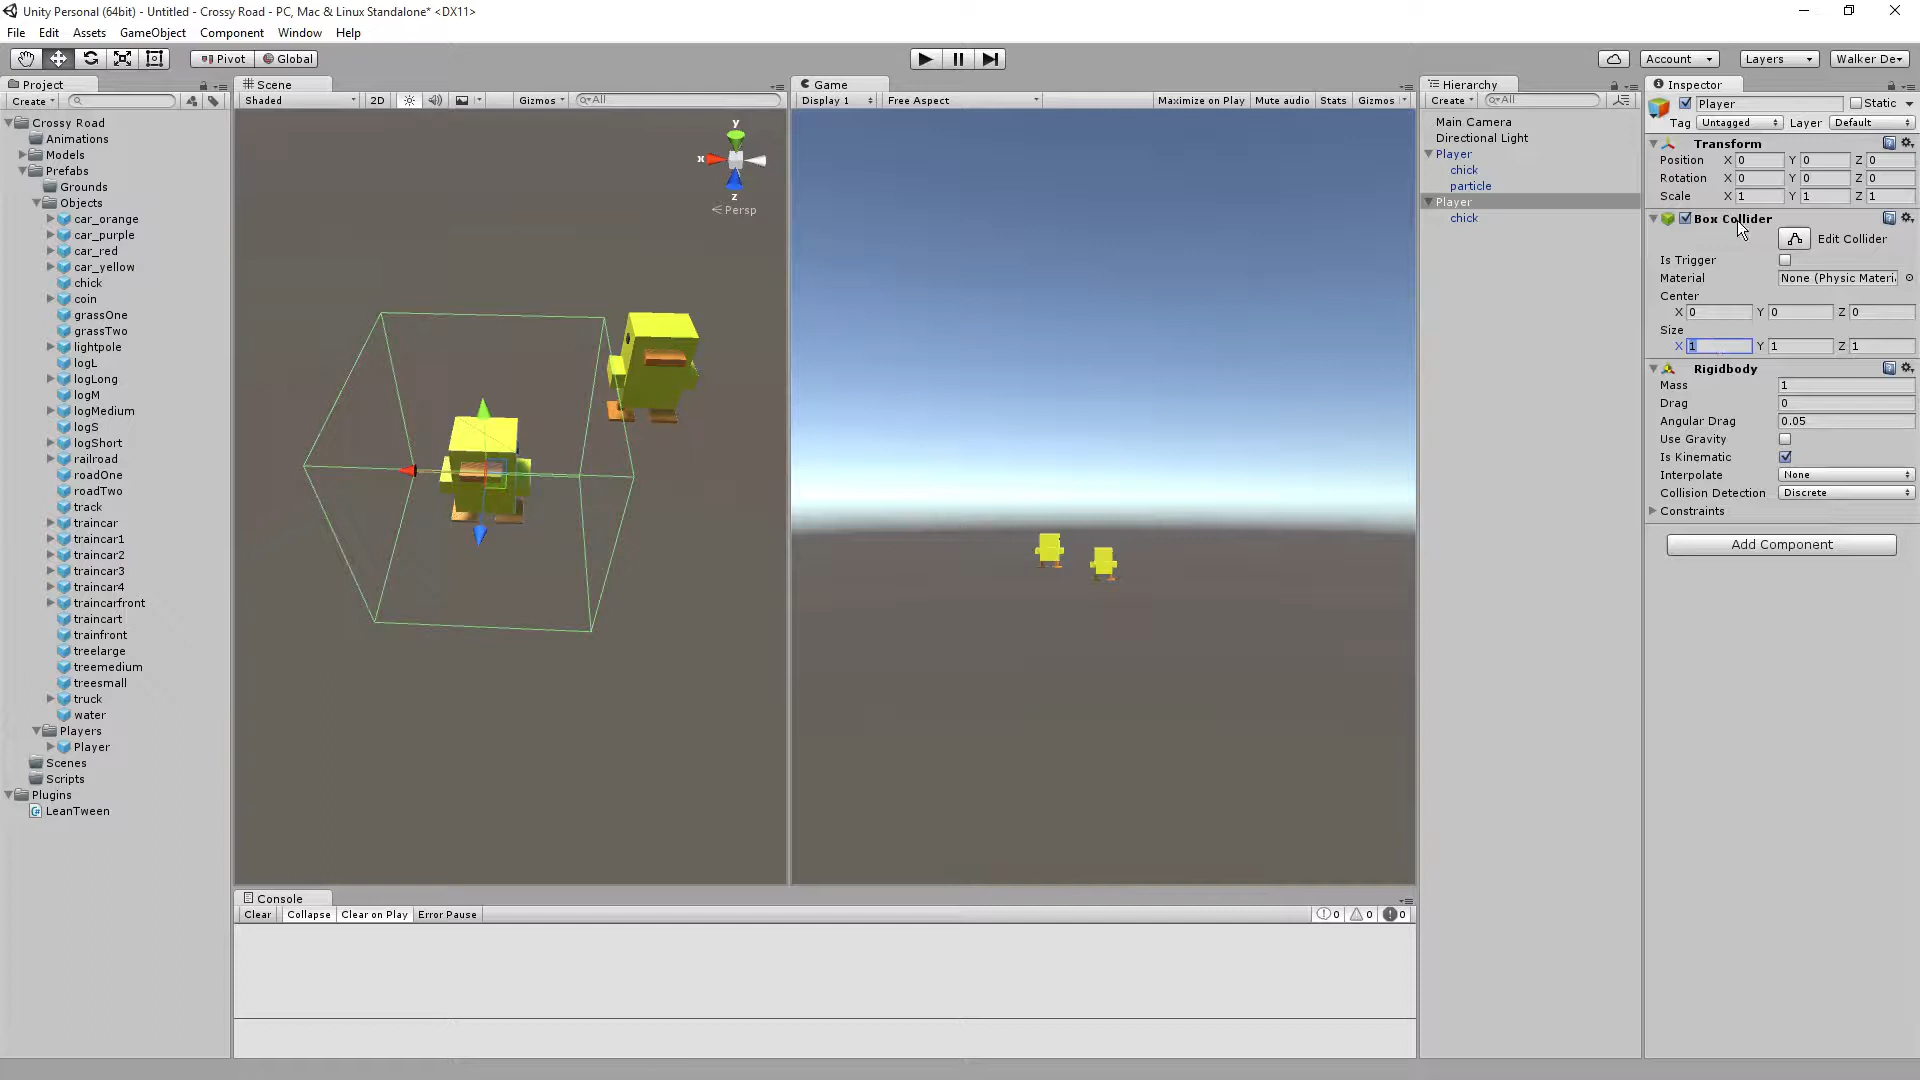 Unity Personal (64bit) - Untitled - Crossy Road - PC, Mac & Linux Standalone* <DX11>
File Edit Assets GameObject Component Window Help
Pivot Global Account Layers Walker De
Project
Create
Crossy Road
Animations
Models
Prefabs
Grounds
Objects
car_orange
car_purple
car_red
car_yellow
chick
coin
grassOne
grassTwo
lightpole
logL
logLong
logM
logMedium
logS
logShort
railroad
roadOne
roadTwo
track
traincar
traincar1
traincar2
traincar3
traincar4
traincarfront
traincart
trainfront
treelarge
treemedium
treesmall
truck
water
Players
Player
Scenes
Scripts
Plugins
LeanTween
Scene
Shaded 2D Gizmos All
y
x
z
Persp
Game
Display 1 Free Aspect Maximize on Play Mute audio Stats Gizmos
Console
Clear Collapse Clear on Play Error Pause 0 0 0
Hierarchy
Create All
Main Camera
Directional Light
Player
chick
particle
Player
chick
Inspector
Player Static
Tag Untagged Layer Default
Transform
Position X 0 Y 0 Z 0
Rotation X 0 Y 0 Z 0
Scale X 1 Y 1 Z 1
Box Collider
Edit Collider
Is Trigger
Material None (Physic Materi
Center
X 0 Y 0 Z 0
Size
X 1 Y 1 Z 1
Rigidbody
Mass 1
Drag 0
Angular Drag 0.05
Use Gravity
Is Kinematic
Interpolate None
Collision Detection Discrete
Constraints
Add Component